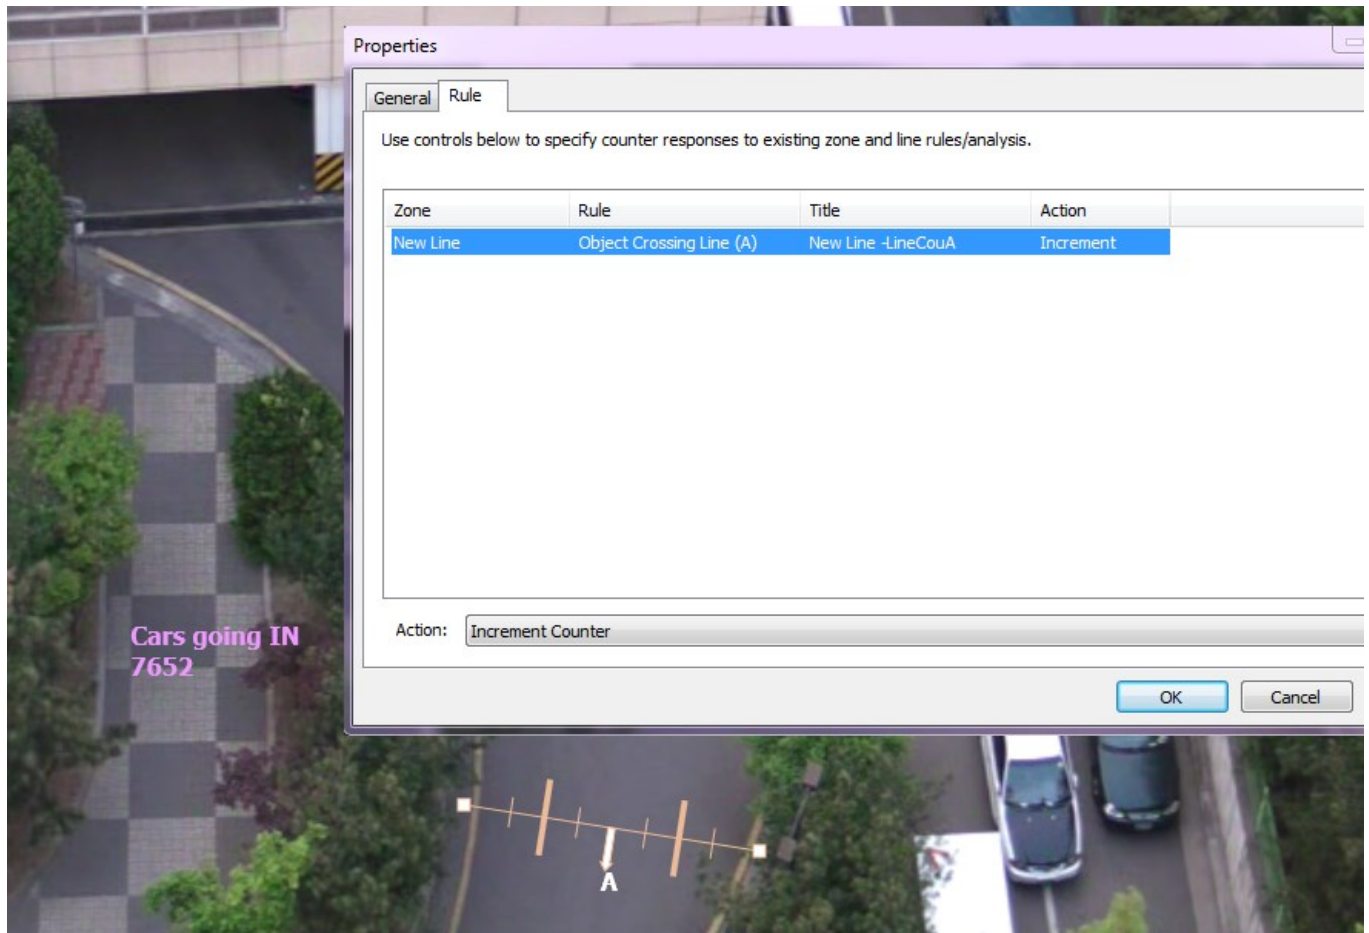 Properties
General Rule
Use controls below to specify counter responses to existing zone and line rules/analysis.
Zone Rule Title Action
New Line Object Crossing Line (A) New Line -LineCouA Increment
Action: Increment Counter
OK Cancel
Cars going IN
7652
A